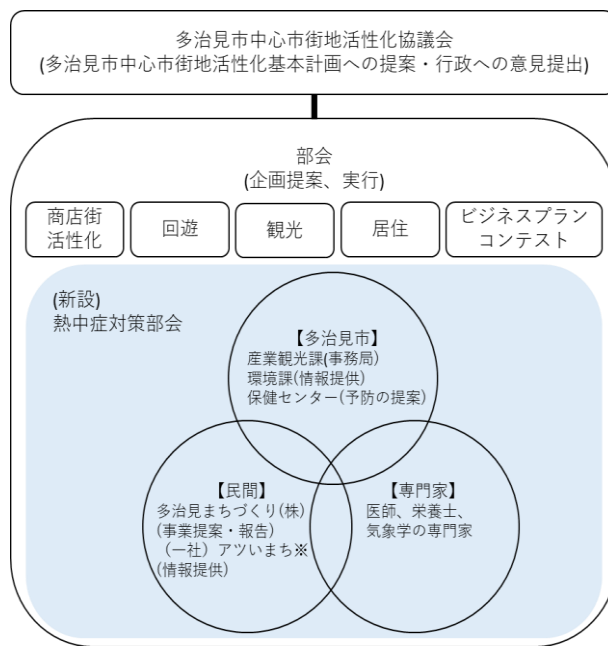 多治見市中心市街地活性化協議会
(多治見市中心市街地活性化基本計画への提案・行政への意見提出)
部会
(企画提案、実行)
商店街
活性化
回遊
観光
居住
ビジネスプラン
コンテスト
(新設)
熱中症対策部会
【多治見市】
産業観光課(事務局)
環境課(情報提供)
保健センター(予防の提案)
【民間】
多治見まちづくり(株)
(事業提案・報告)
（一社）アツいまち※
(情報提供)
【専門家】
医師、栄養士、
気象学の専門家